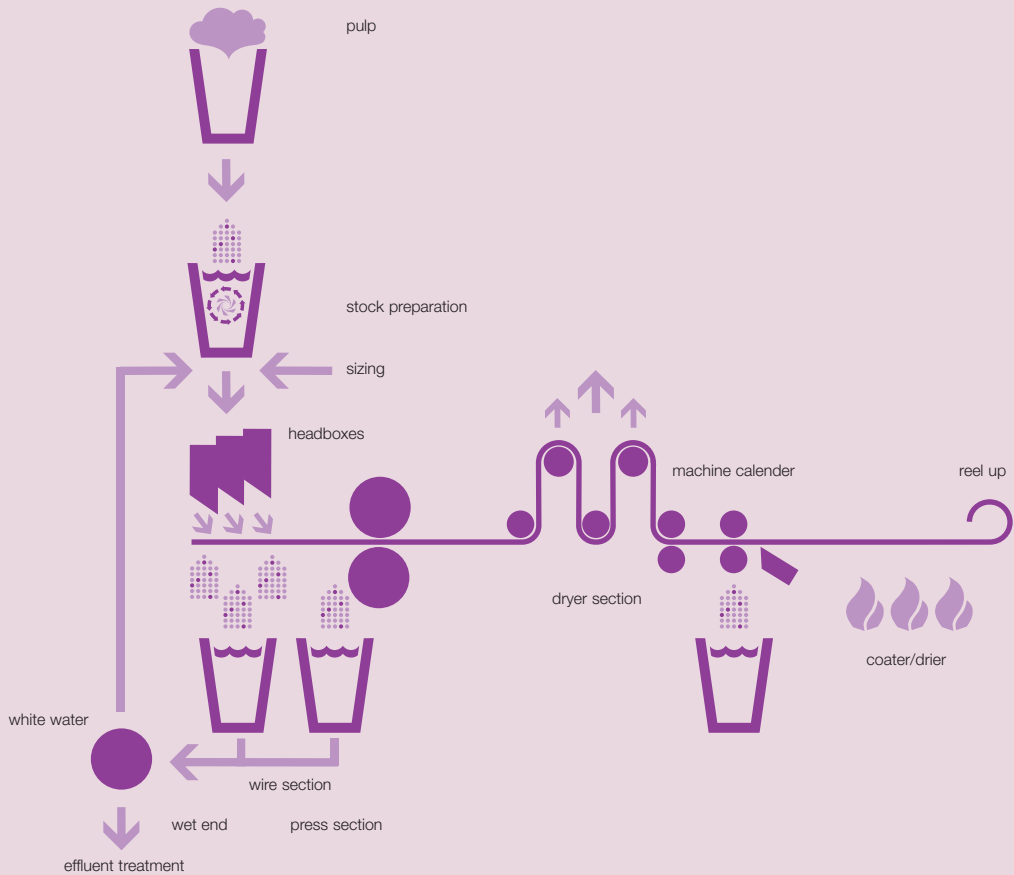 pulp
stock preparation
sizing
headboxes
machine calender
reel up
dryer section
coater/drier
white water
wire section
wet end
press section
effluent treatment